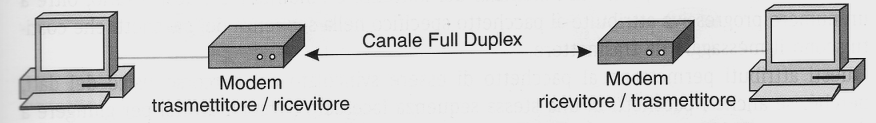 Canale Full Duplex
Modem
trasmettitore / ricevitore
Modem
ricevitore / trasmettitore